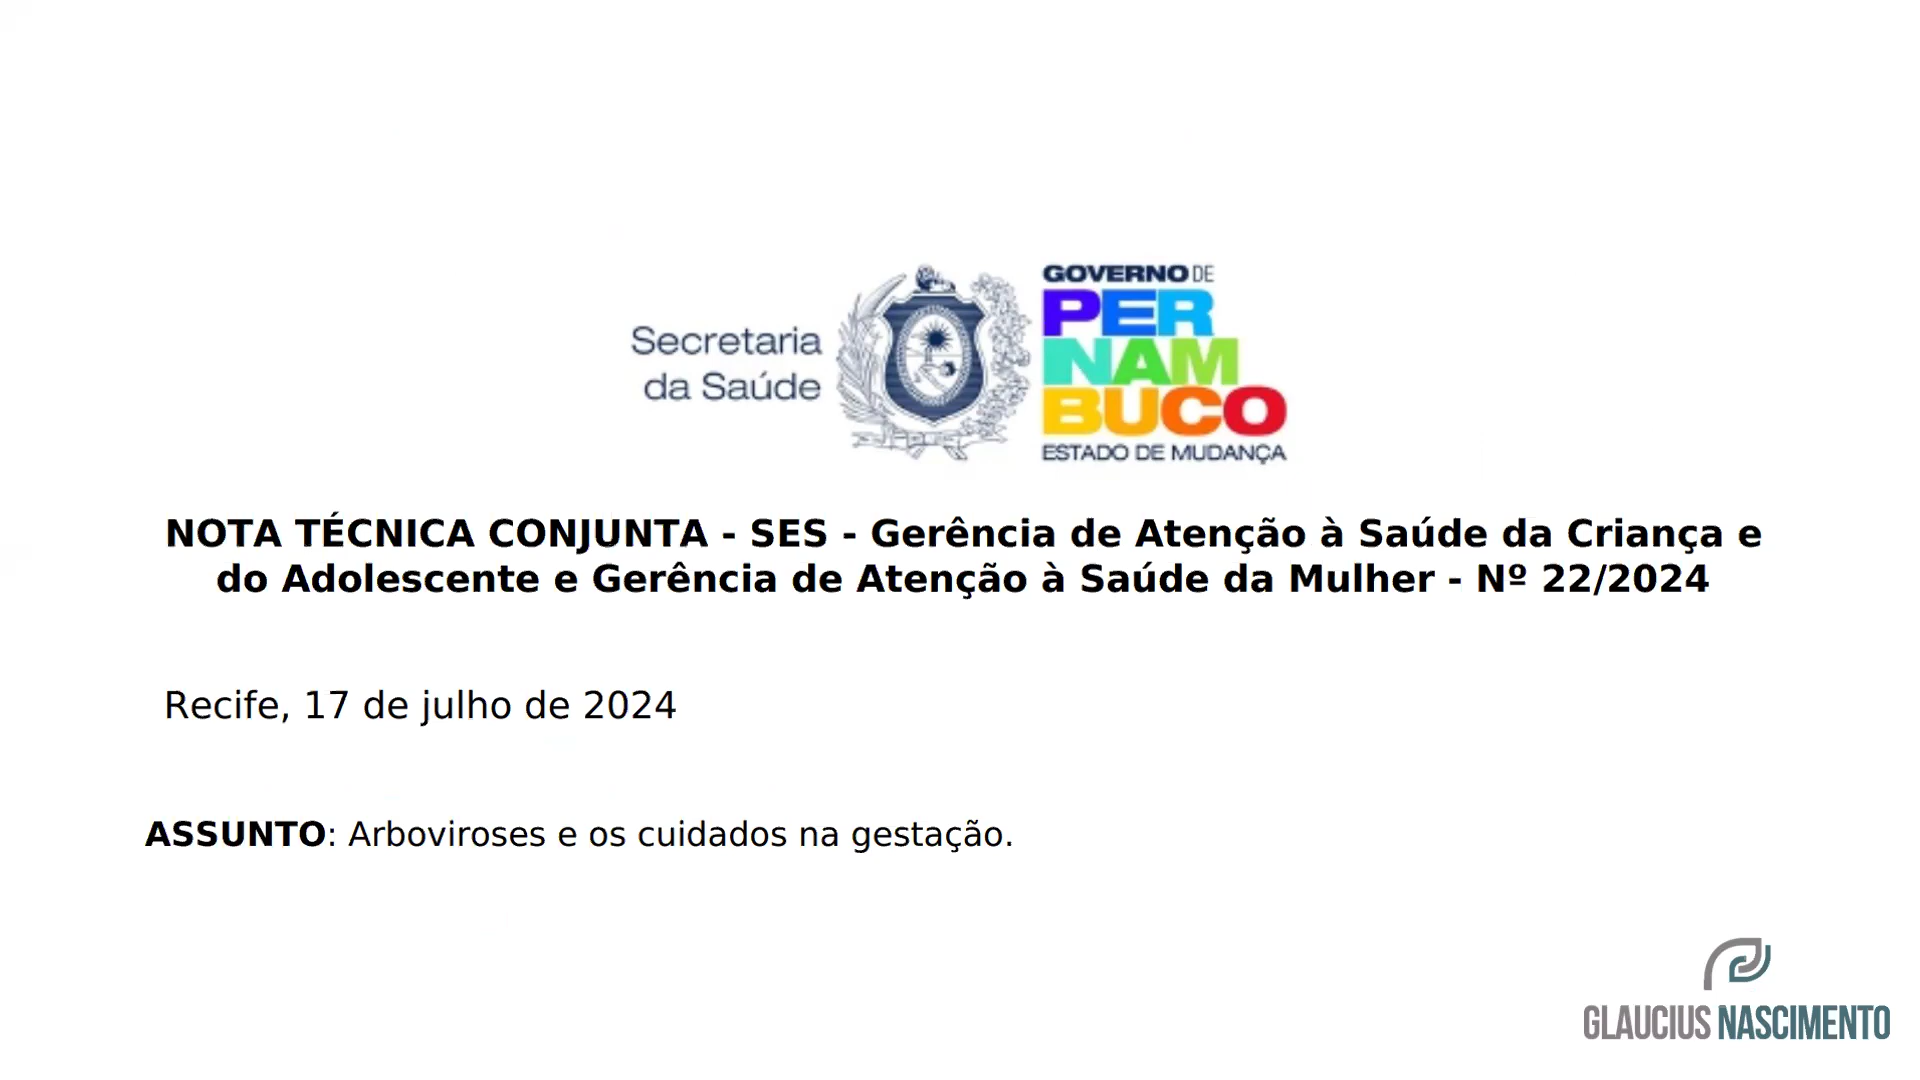 Secretaria
da Saúde
GOVERNO DE
PER
NAM
BUCO
ESTADO DE MUDANÇA
NOTA TÉCNICA CONJUNTA - SES - Gerência de Atenção à Saúde da Criança e
do Adolescente e Gerência de Atenção à Saúde da Mulher - Nº 22/2024
Recife, 17 de julho de 2024
ASSUNTO: Arboviroses e os cuidados na gestação.
GLAUCIUS NASCIMENTO